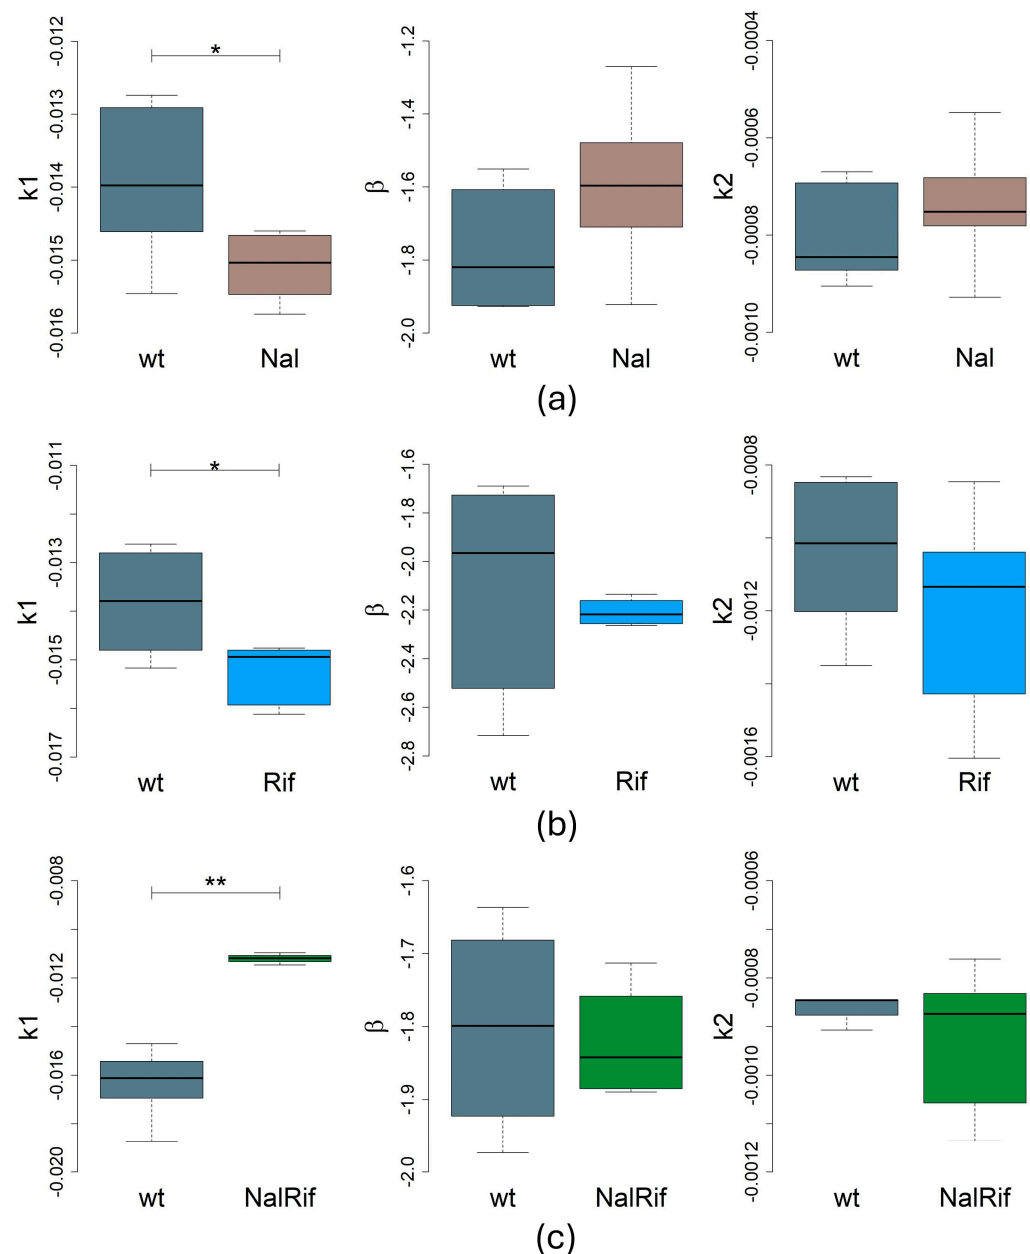 k1
-0.012
-0.013
-0.014
-0.015
-0.016
*
wt
Nal
β
-1.2
-1.4
-1.6
-1.8
-2.0
wt
Nal
k2
-0.0004
-0.0006
-0.0008
-0.0010
wt
Nal
(a)
k1
-0.011
-0.013
-0.015
-0.017
*
wt
Rif
β
-1.6
-1.8
-2.0
-2.2
-2.4
-2.6
-2.8
wt
Rif
k2
-0.0008
-0.0012
-0.0016
wt
Rif
(b)
k1
-0.008
-0.012
-0.016
-0.020
**
wt
NalRif
β
-1.6
-1.7
-1.8
-1.9
-2.0
wt
NalRif
k2
-0.0006
-0.0008
-0.0010
-0.0012
wt
NalRif
(c)